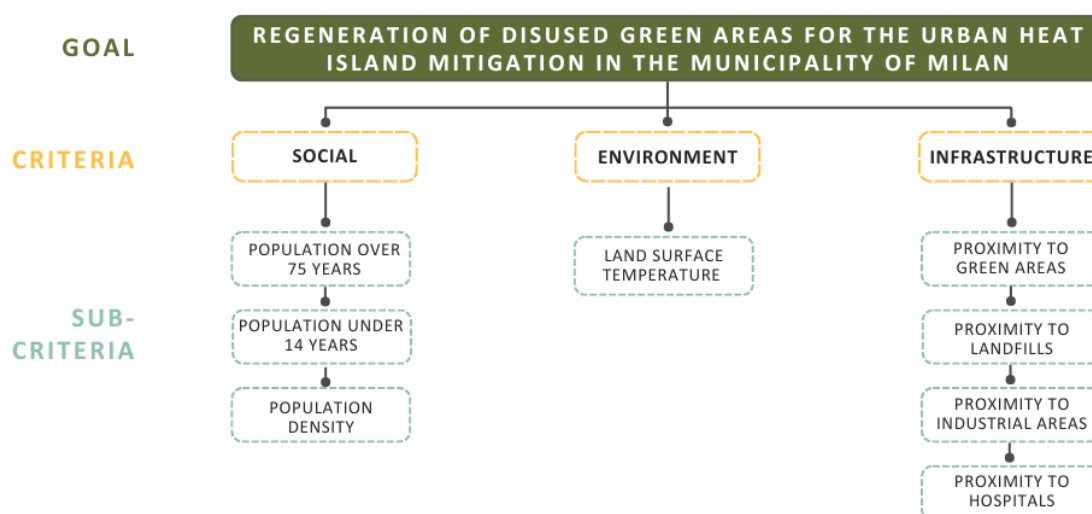 GOAL
REGENERATION OF DISUSED GREEN AREAS FOR THE URBAN HEAT
ISLAND MITIGATION IN THE MUNICIPALITY OF MILAN
CRITERIA
SOCIAL
ENVIRONMENT
INFRASTRUCTURE
SUB-
CRITERIA
POPULATION OVER
75 YEARS
POPULATION UNDER
14 YEARS
POPULATION
DENSITY
LAND SURFACE
TEMPERATURE
PROXIMITY TO
GREEN AREAS
PROXIMITY TO
LANDFILLS
PROXIMITY TO
INDUSTRIAL AREAS
PROXIMITY TO
HOSPITALS